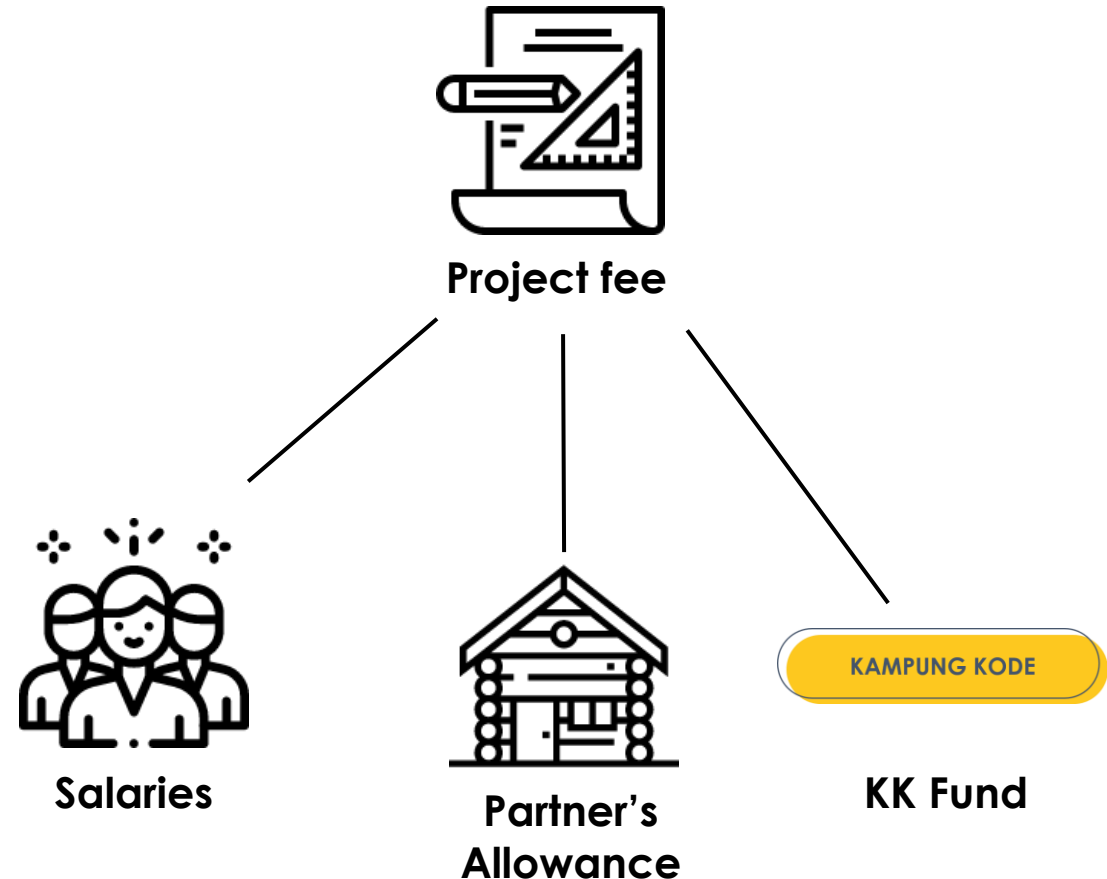 Project fee
KAMPUNG KODE
Salaries
Partner’s
Allowance
KK Fund